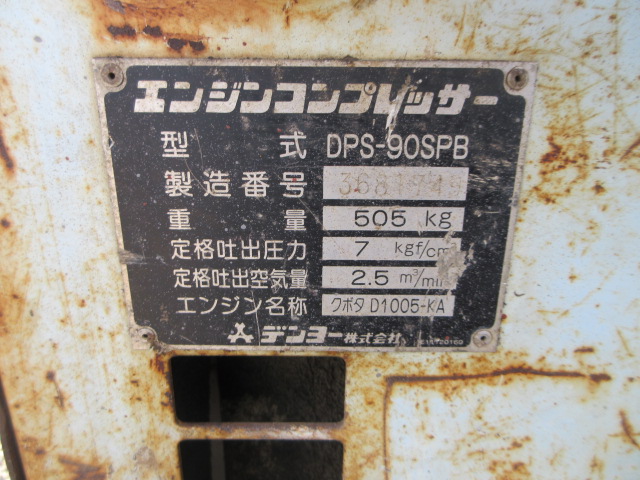 エンジンコンプレッサー
型式 DPS-90SPB
製造番号
重量 505 kg
定格吐出圧力 7 kgf/cm
定格吐出空気量 2.5 m³/min
エンジン名称 クボタ D1005-KA
デンヨー株式会社